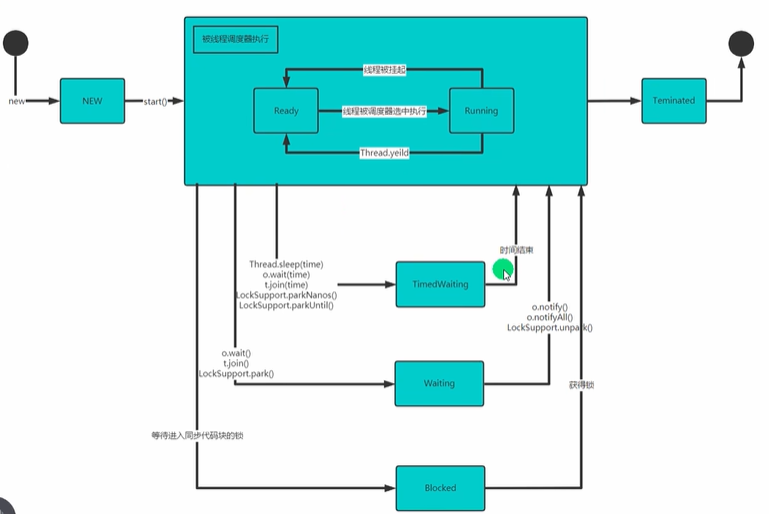 被线程调度器执行
线程被挂起
new
NEW
start()
Ready
线程被调度器选中执行
Running
Teminated
Thread.yeild
时间结束
Thread.sleep(time)
o.wait(time)
t.join(time)
LockSupport.parkNanos()
LockSupport.parkUntil()
TimedWaiting
o.notify()
o.notifyAll()
LockSupport.unpark()
o.wait()
t.join()
LockSupport.park()
Waiting
获得锁
等待进入同步代码块的锁
Blocked